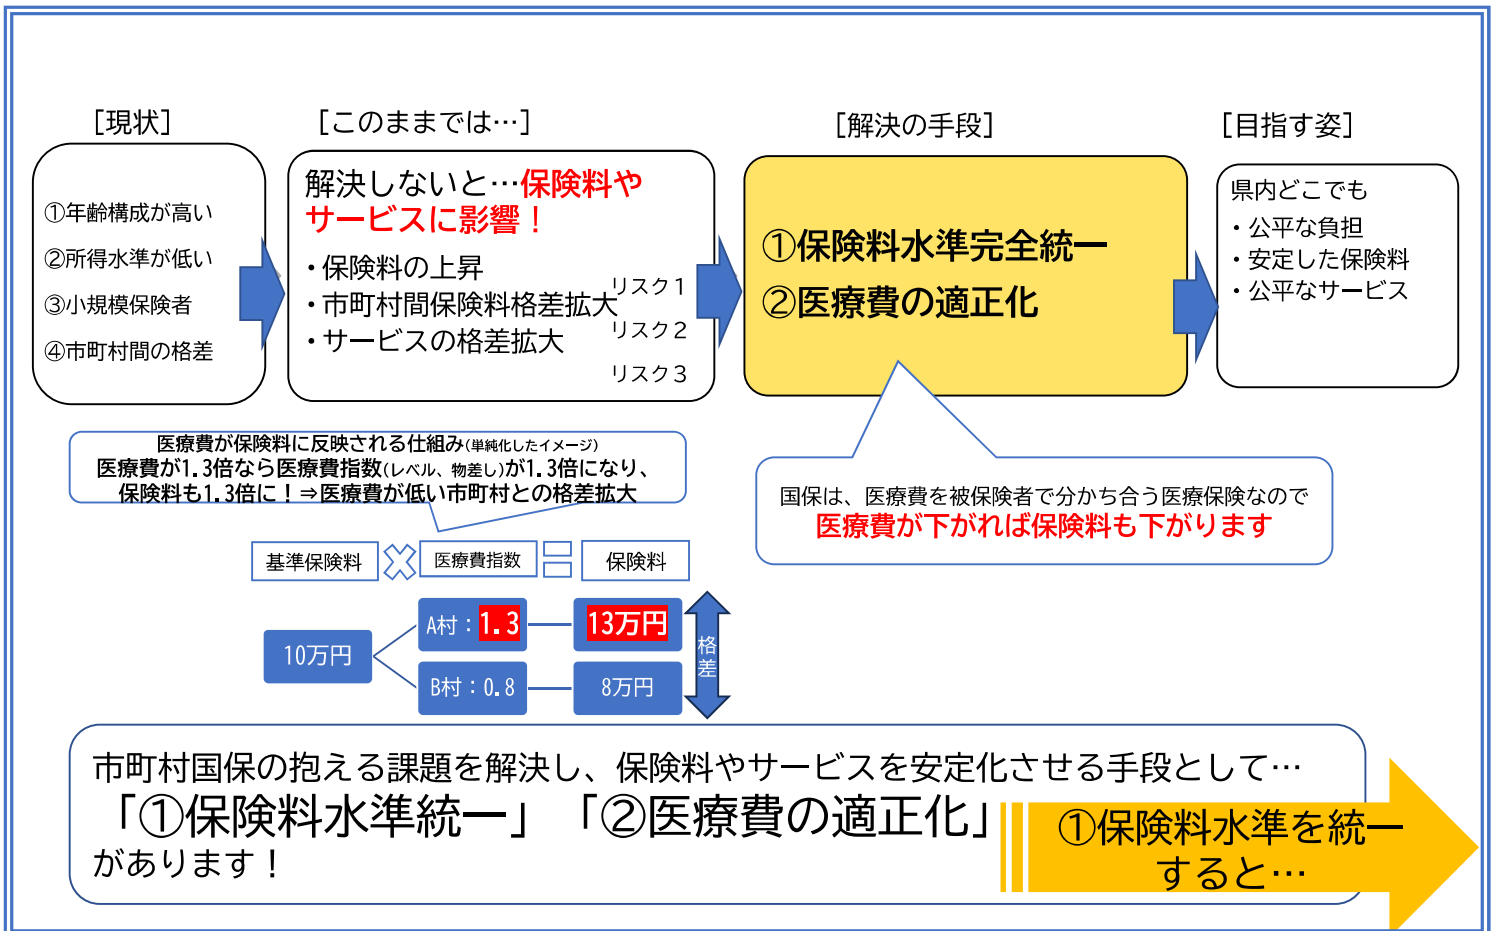 ［現状］
①年齢構成が高い
②所得水準が低い
③小規模保険者
④市町村間の格差
［このままでは…］
解決しないと…保険料や
サービスに影響！
・保険料の上昇
・市町村間保険料格差拡大
・サービスの格差拡大
リスク１
リスク２
リスク３
［解決の手段］
①保険料水準完全統一
②医療費の適正化
［目指す姿］
県内どこでも
・公平な負担
・安定した保険料
・公平なサービス
医療費が保険料に反映される仕組み(単純化したイメージ)
医療費が1.3倍なら医療費指数(レベル、物差し)が1.3倍になり、
保険料も1.3倍に！⇒医療費が低い市町村との格差拡大
国保は、医療費を被保険者で分かち合う医療保険なので
医療費が下がれば保険料も下がります
基準保険料
医療費指数
保険料
10万円
A村：1.3
13万円
B村：0.8
8万円
格
差
市町村国保の抱える課題を解決し、保険料やサービスを安定化させる手段として…
「①保険料水準統一」「②医療費の適正化」
があります！
①保険料水準を統一
すると…